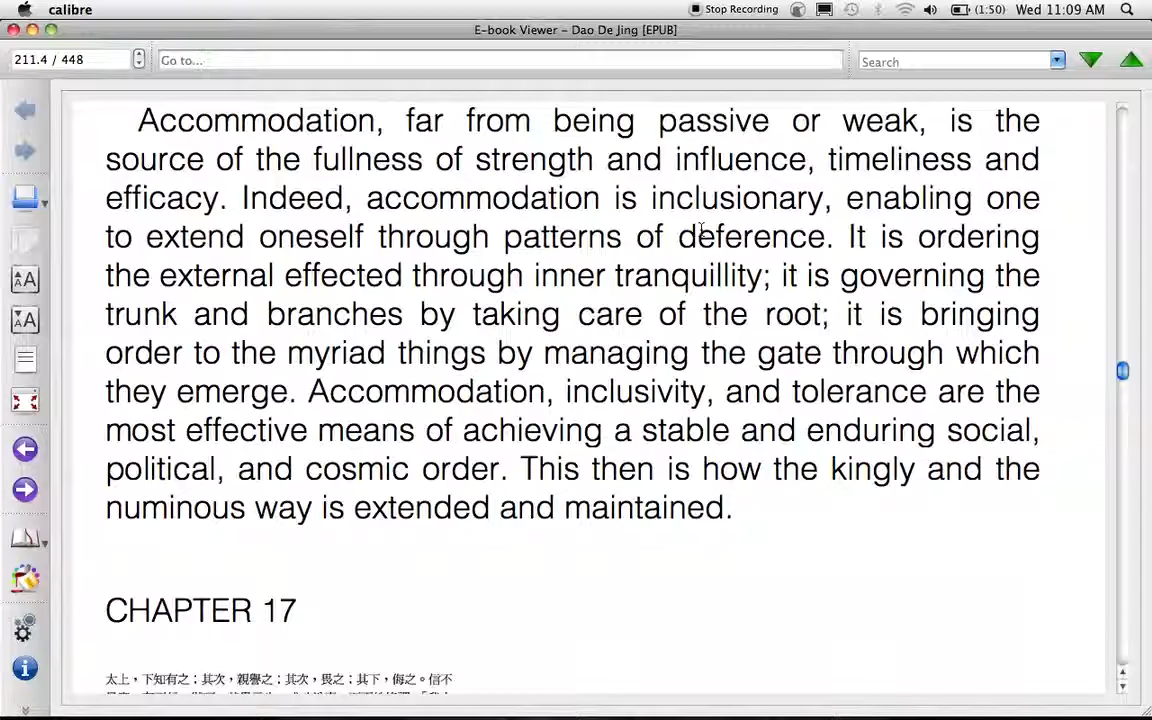 calibre
Stop Recording
(1:50)
Wed 11:09 AM
E-book Viewer – Dao De Jing [EPUB]
211.4 / 448
Go to...
Search
Accommodation, far from being passive or weak, is the
source of the fullness of strength and influence, timeliness and
efficacy. Indeed, accommodation is inclusionary, enabling one
to extend oneself through patterns of deference. It is ordering
the external effected through inner tranquillity; it is governing the
trunk and branches by taking care of the root; it is bringing
order to the myriad things by managing the gate through which
they emerge. Accommodation, inclusivity, and tolerance are the
most effective means of achieving a stable and enduring social,
political, and cosmic order. This then is how the kingly and the
numinous way is extended and maintained.
CHAPTER 17
太上，下知有之；其次，親譽之；其次，畏之；其下，侮之。信不